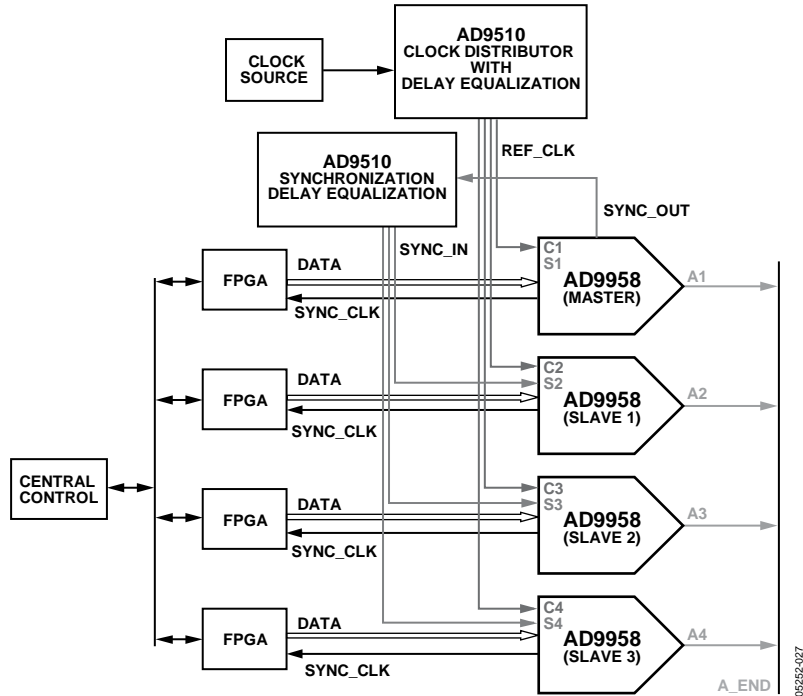 AD9510
CLOCK DISTRIBUTOR
WITH
DELAY EQUALIZATION
CLOCK
SOURCE
REF_CLK
AD9510
SYNCHRONIZATION
DELAY EQUALIZATION
SYNC_OUT
SYNC_IN
C1
S1
AD9958
(MASTER)
A1
FPGA
DATA
SYNC_CLK
C2
S2
AD9958
(SLAVE 1)
A2
FPGA
DATA
SYNC_CLK
CENTRAL
CONTROL
C3
S3
AD9958
(SLAVE 2)
A3
FPGA
DATA
SYNC_CLK
C4
S4
AD9958
(SLAVE 3)
A4
FPGA
DATA
SYNC_CLK
A_END
05252-027